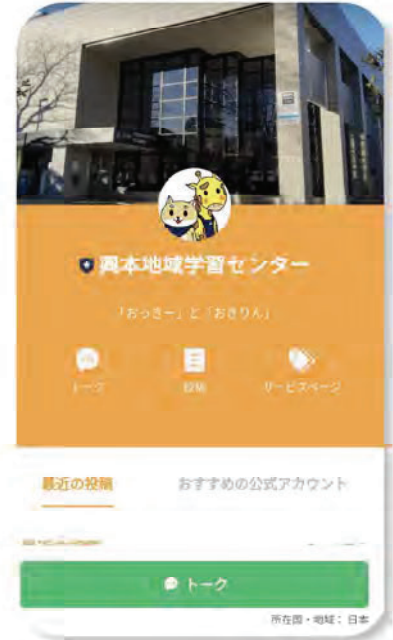 興本地域学習センター
「おっきー」と「おきりん」
トーク
投稿
サービスページ
最近の投稿
おすすめの公式アカウント
トーク
所在国・地域： 日本